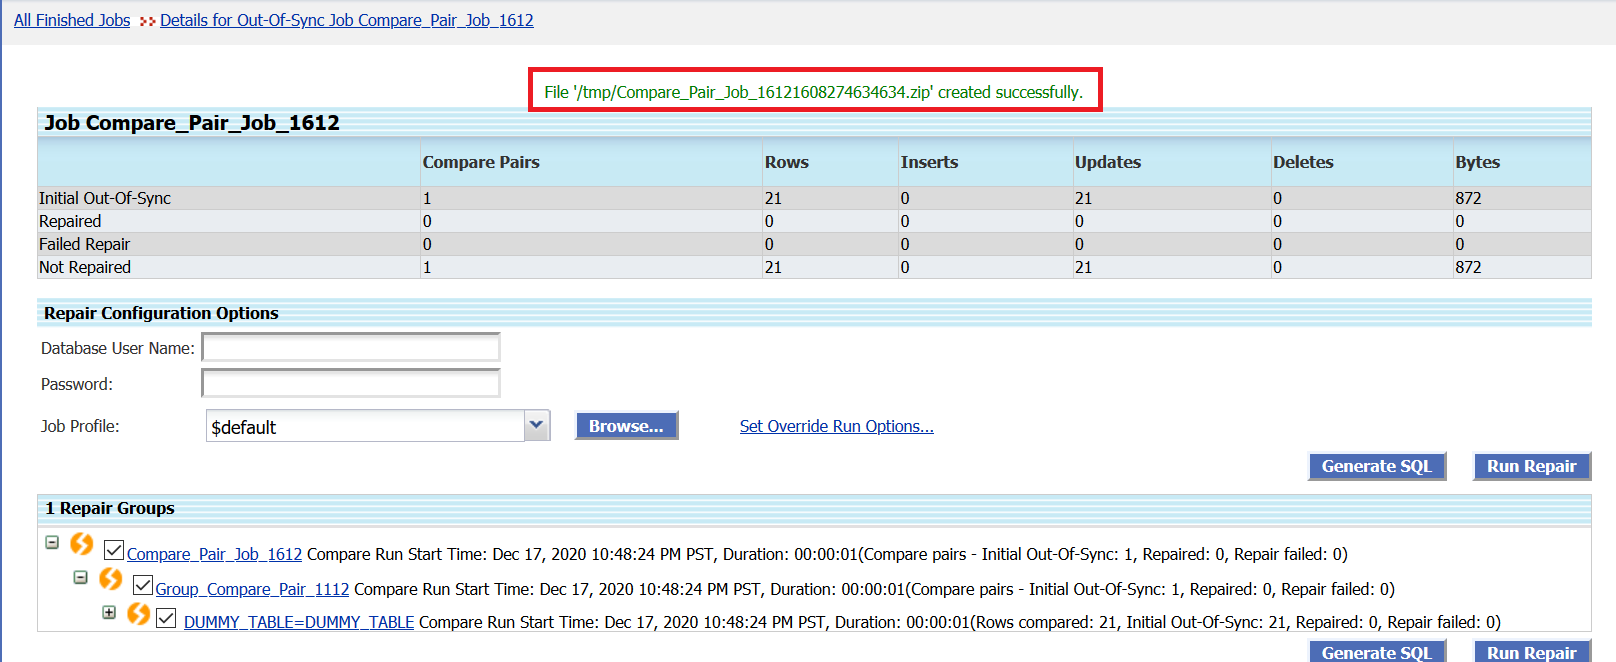 All Finished Jobs >> Details for Out-Of-Sync Job Compare_Pair_Job_1612
File '/tmp/Compare_Pair_Job_16121608274634634.zip' created successfully.
Job Compare_Pair_Job_1612
Compare Pairs Rows Inserts Updates Deletes Bytes
Initial Out-Of-Sync 1 21 0 21 0 872
Repaired 0 0 0 0 0 0
Failed Repair 0 0 0 0 0 0
Not Repaired 1 21 0 21 0 872
Repair Configuration Options
Database User Name:
Password:
Job Profile: $default Browse... Set Override Run Options...
Generate SQL Run Repair
1 Repair Groups
Compare_Pair_Job_1612 Compare Run Start Time: Dec 17, 2020 10:48:24 PM PST, Duration: 00:00:01(Compare pairs - Initial Out-Of-Sync: 1, Repaired: 0, Repair failed: 0)
Group_Compare_Pair_1112 Compare Run Start Time: Dec 17, 2020 10:48:24 PM PST, Duration: 00:00:01(Compare pairs - Initial Out-Of-Sync: 1, Repaired: 0, Repair failed: 0)
DUMMY_TABLE=DUMMY_TABLE Compare Run Start Time: Dec 17, 2020 10:48:24 PM PST, Duration: 00:00:01(Rows compared: 21, Initial Out-Of-Sync: 21, Repaired: 0, Repair failed: 0)
Generate SQL Run Repair